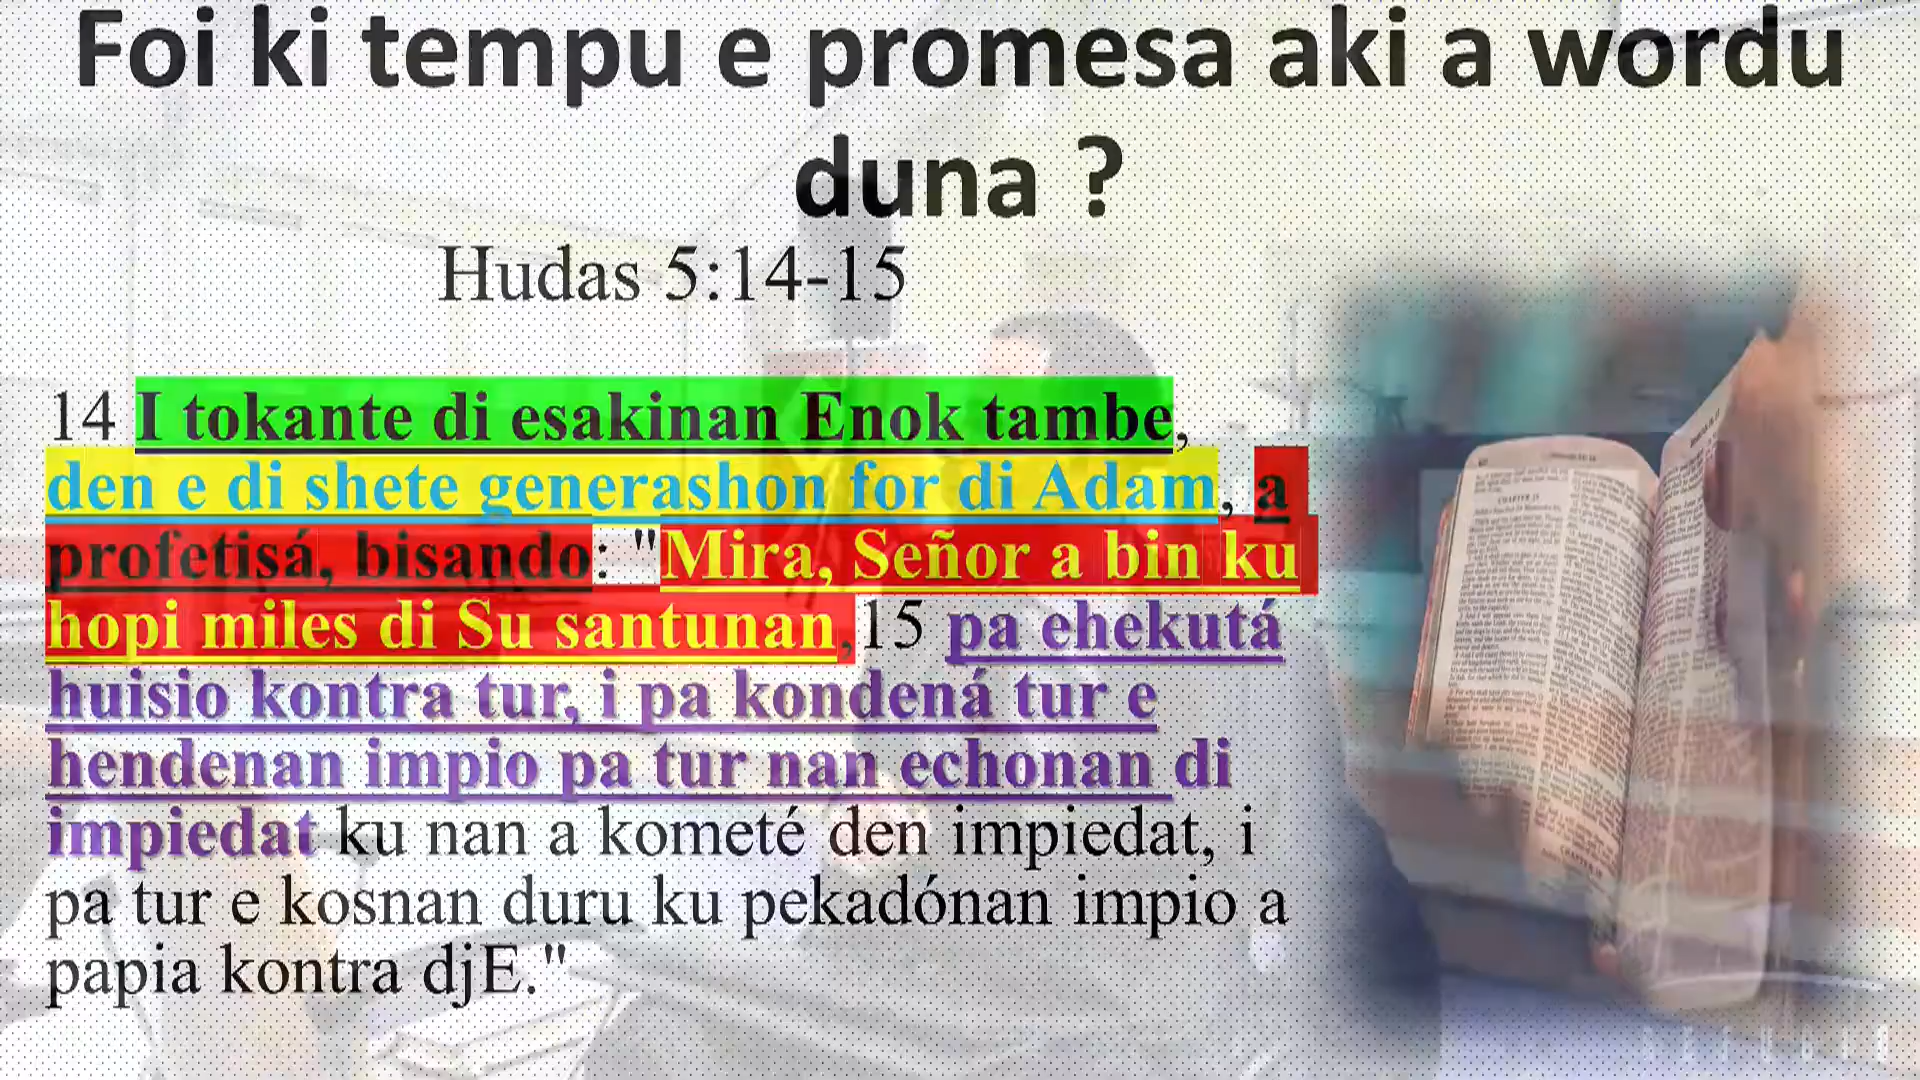 Foi ki tempu e promesa aki a wordu
duna ?
Hudas 5:14-15
14 I tokante di esakinan Enok tambe,
den e di shete generashon for di Adam, a
profetisá, bisando: "Mira, Señor a bin ku
hopi miles di Su santunan,15 pa ehekutá
huisio kontra tur, i pa kondená tur e
hendenan impio pa tur nan echonan di
impiedat ku nan a kometé den impiedat, i
pa tur e kosnan duru ku pekadónan impio a
papia kontra djE."